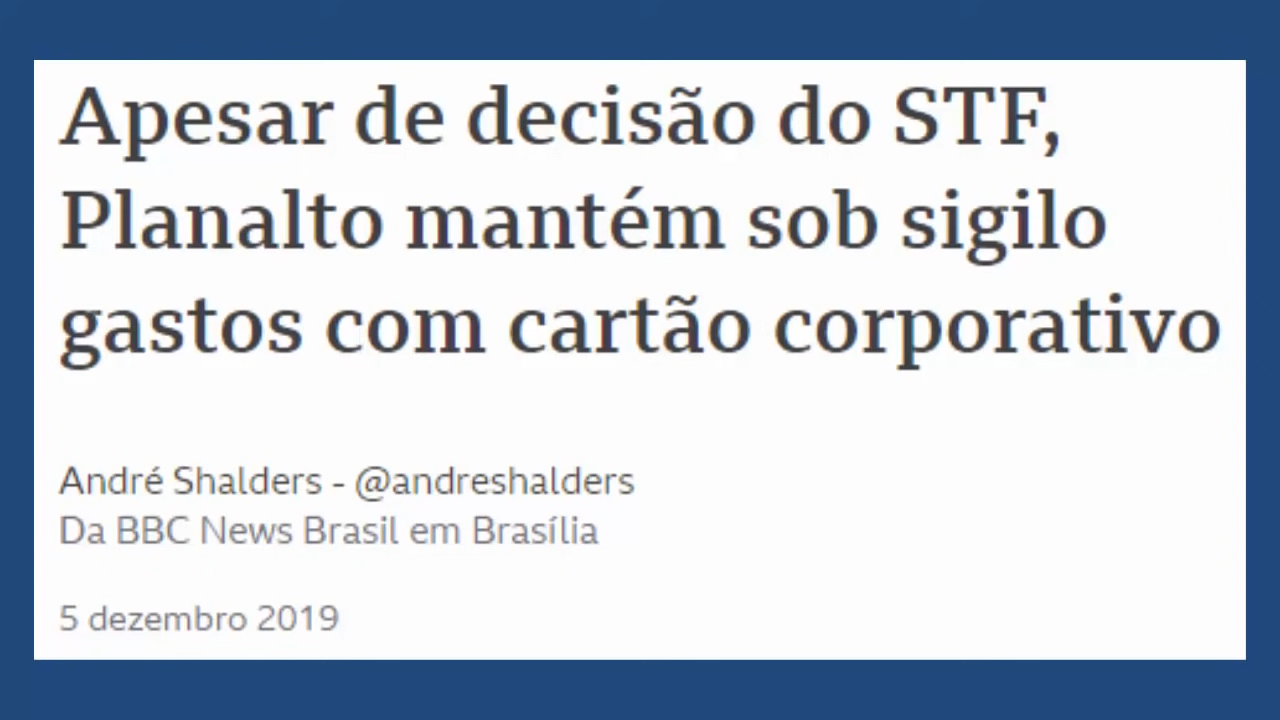 Apesar de decisão do STF,
Planalto mantém sob sigilo
gastos com cartão corporativo
André Shalders - @andreshalders
Da BBC News Brasil em Brasília
5 dezembro 2019